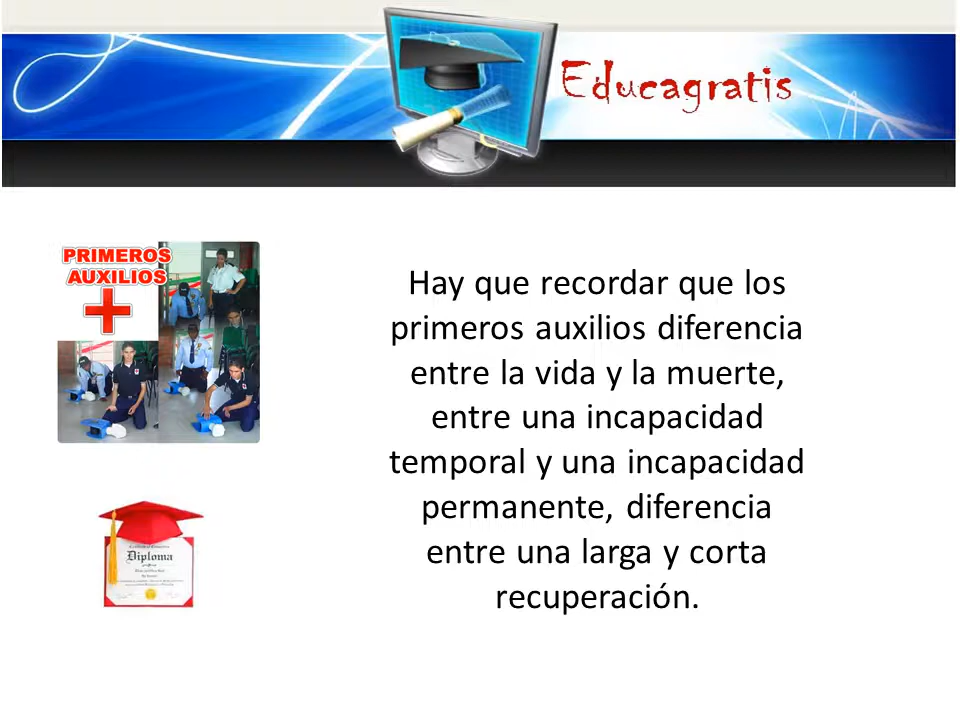 Educagratis
PRIMEROS
AUXILIOS
Hay que recordar que los
primeros auxilios diferencia
entre la vida y la muerte,
entre una incapacidad
temporal y una incapacidad
permanente, diferencia
entre una larga y corta
recuperación.
Diploma